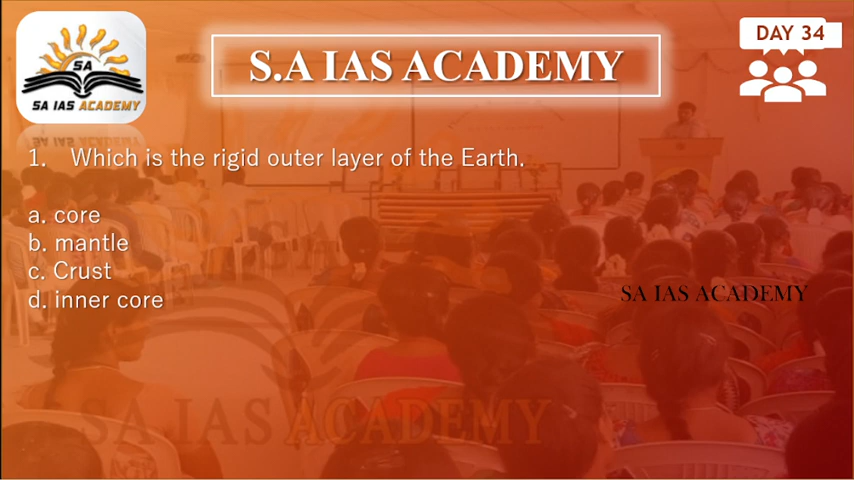 SA
SA IAS ACADEMY
S.A IAS ACADEMY
DAY 34
1. Which is the rigid outer layer of the Earth.
a. core
b. mantle
c. Crust
d. inner core
SA IAS ACADEMY
SA IAS ACADEMY